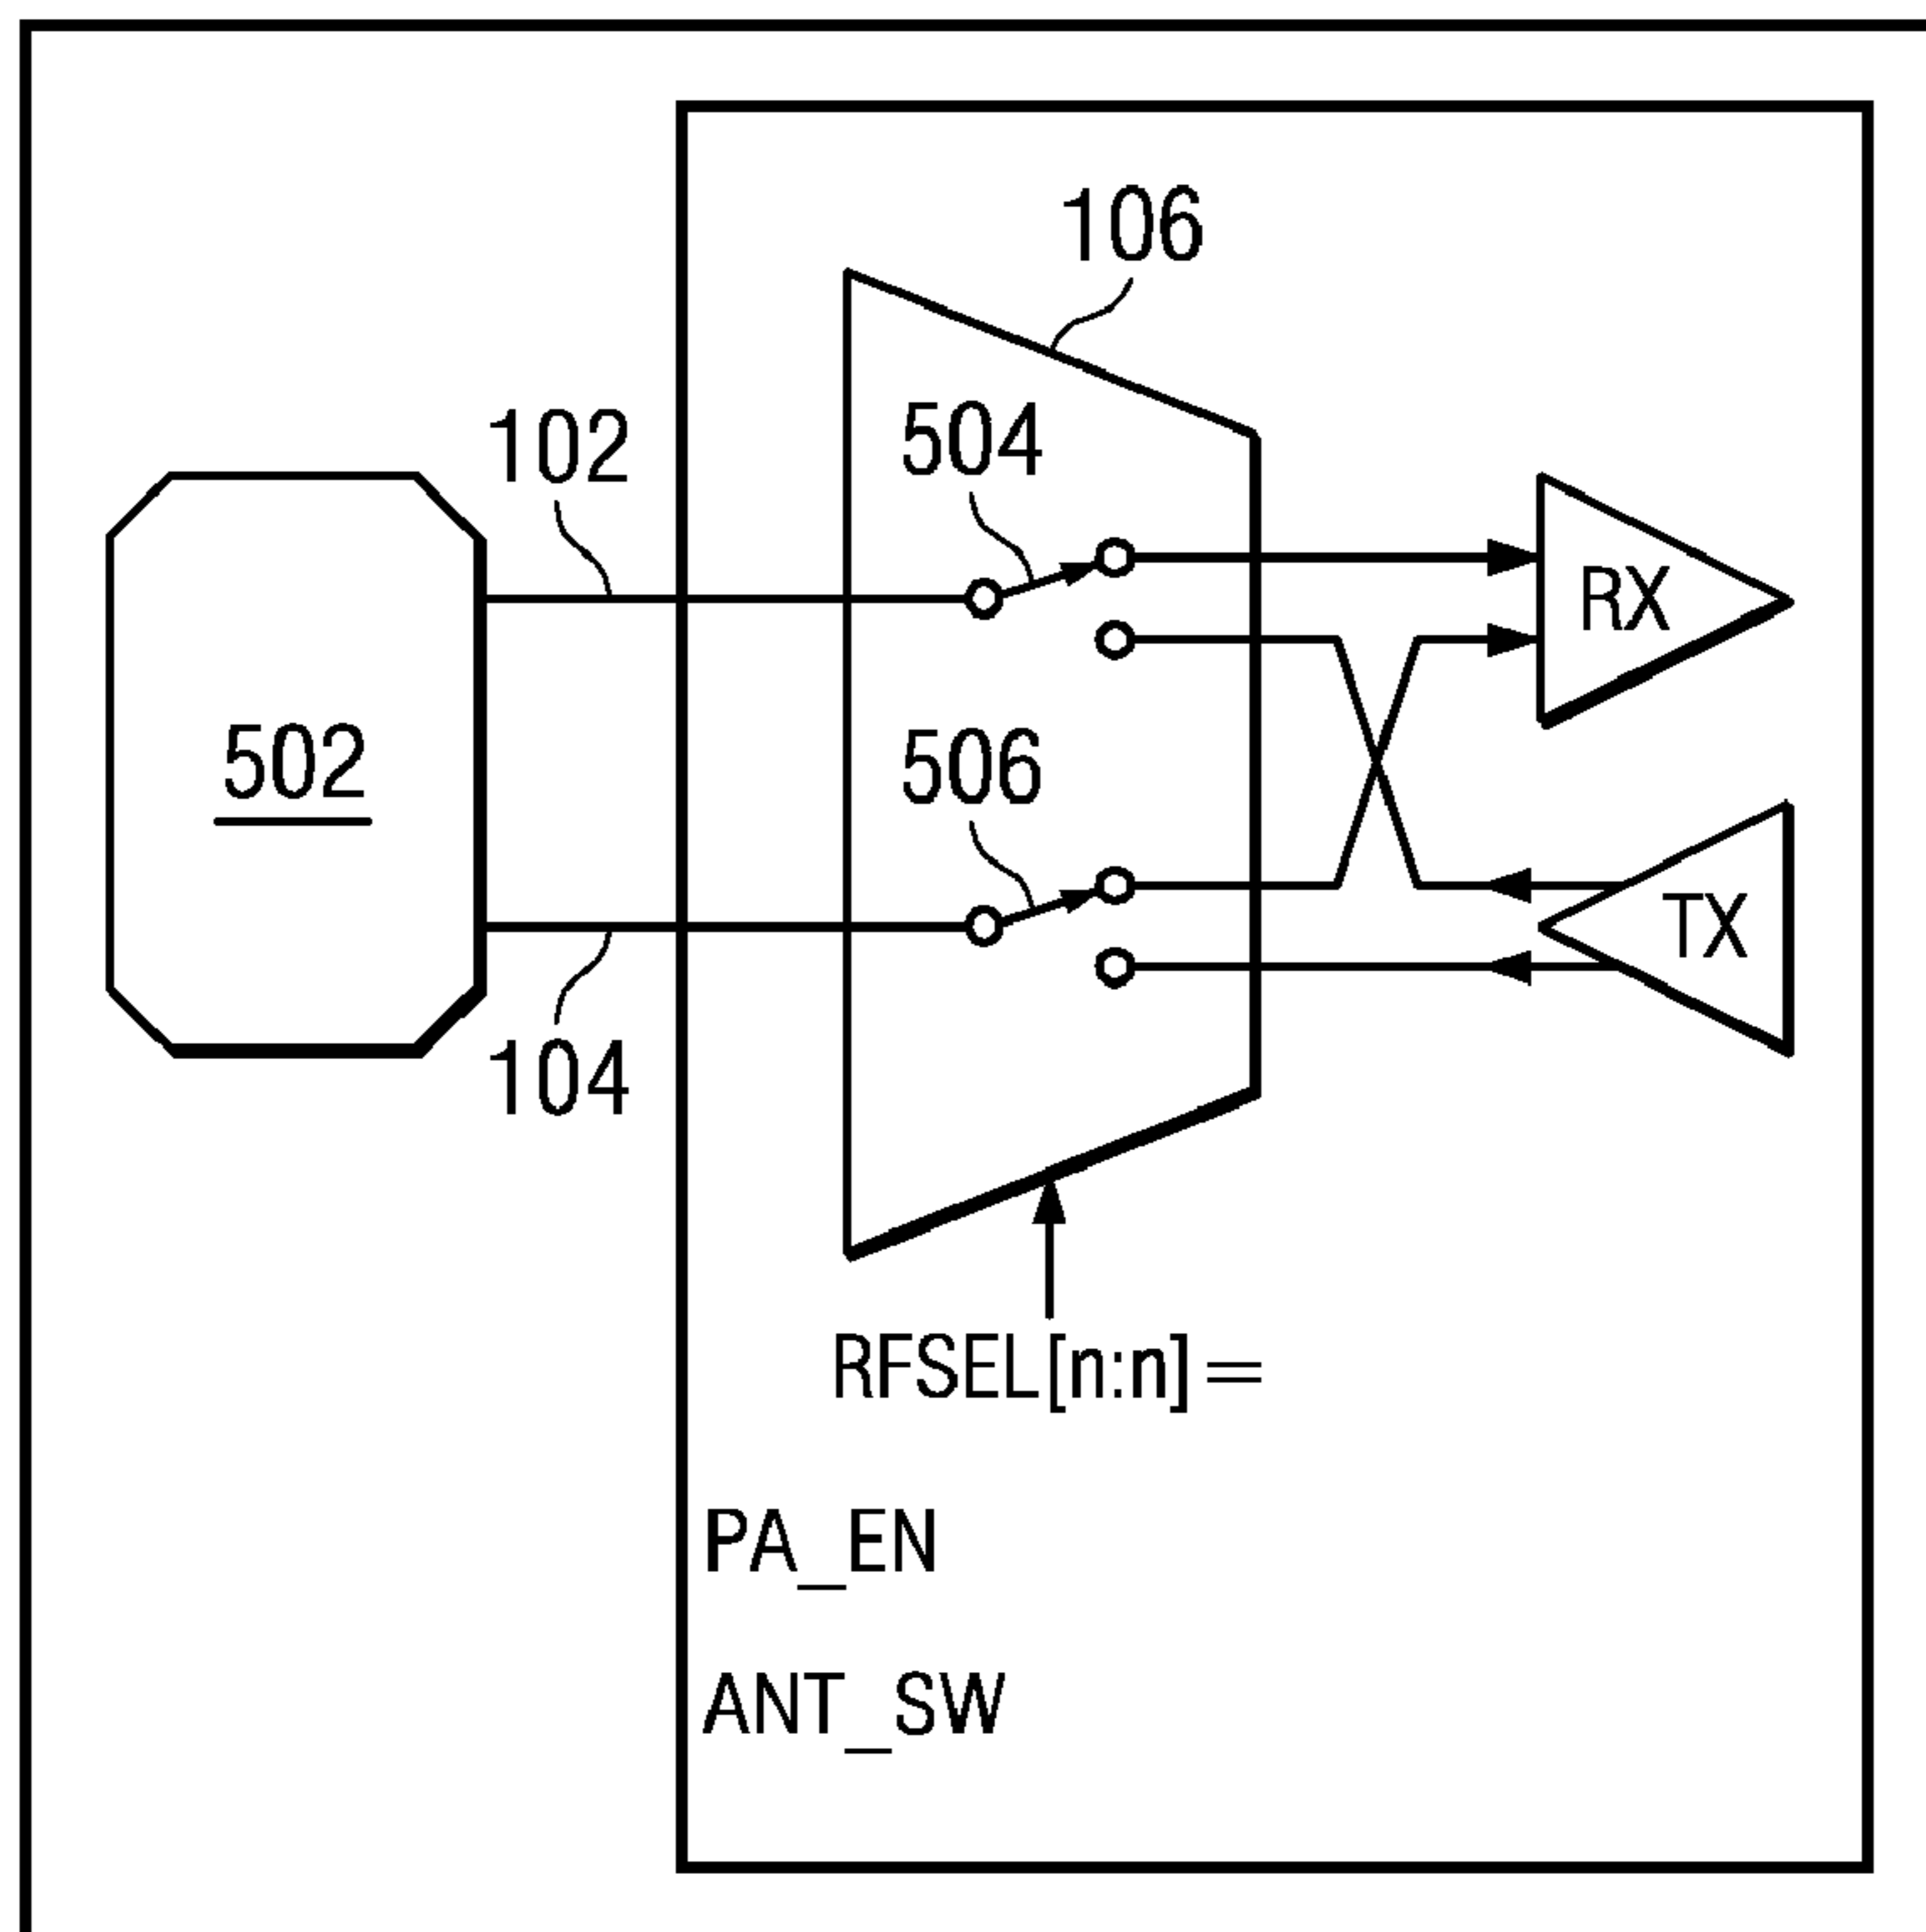 106
102
504
RX
502
506
TX
104
RFSEL[n:n]=
PA_EN
ANT_SW